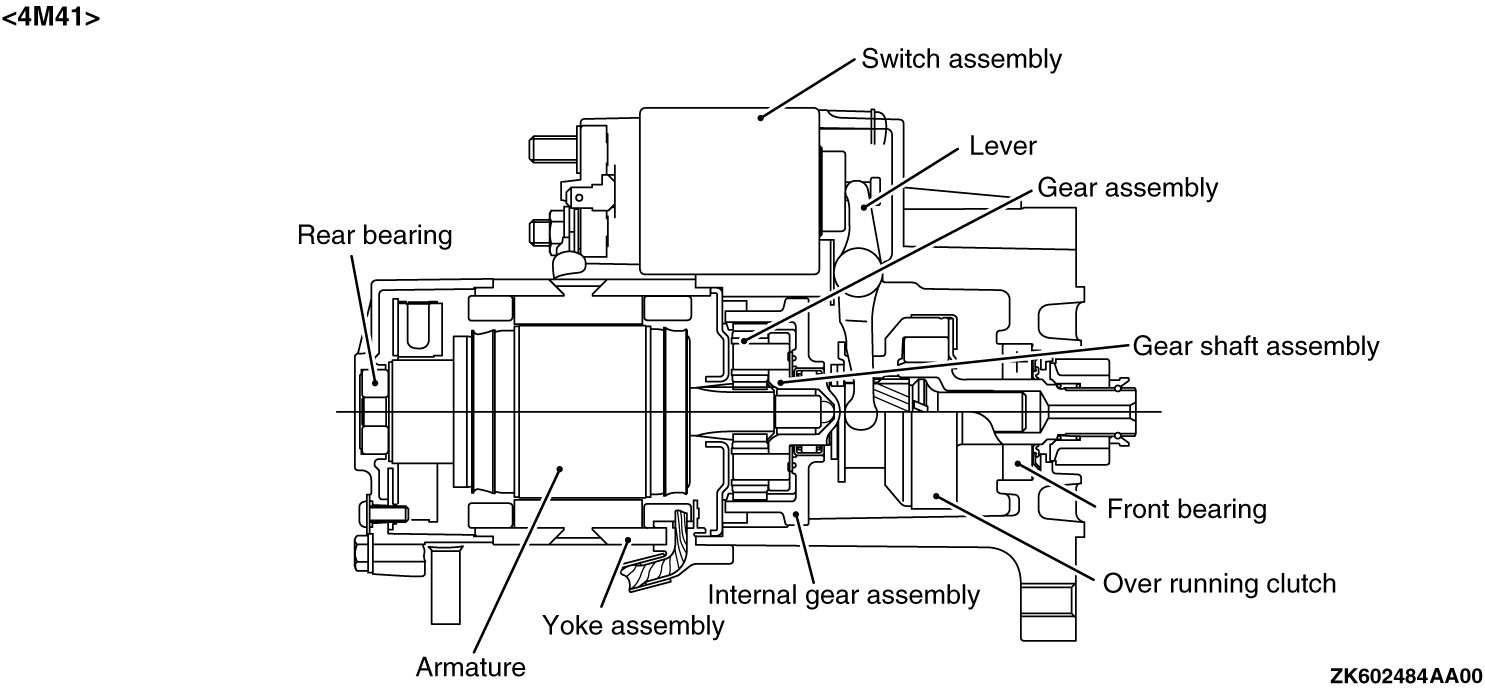 <4M41>
Switch assembly
Lever
Gear assembly
Rear bearing
Gear shaft assembly
Front bearing
Over running clutch
Internal gear assembly
Yoke assembly
Armature
ZK602484AA00